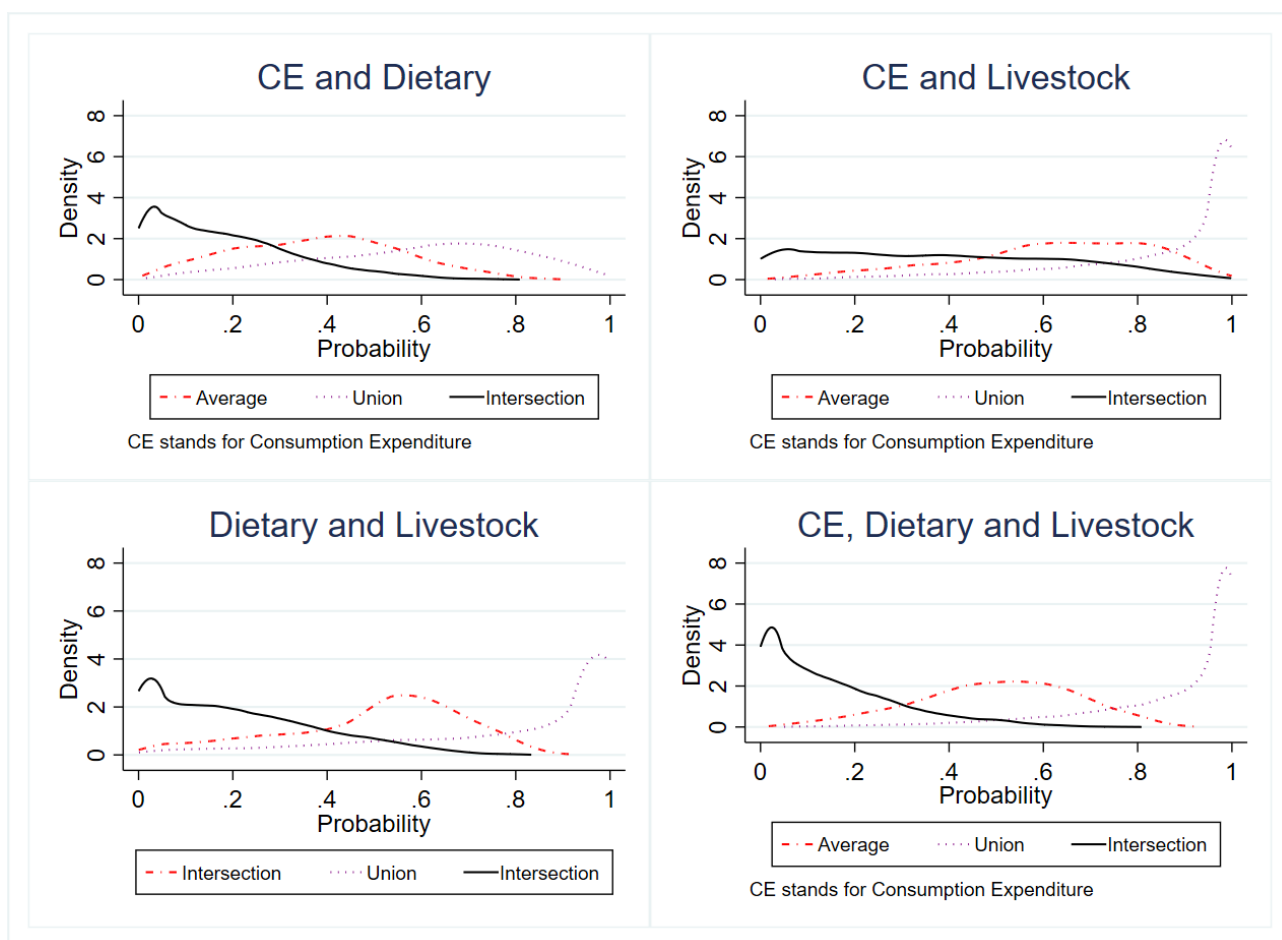 CE and Dietary
Density
8
6
4
2
0
0 .2 .4 .6 .8 1
Probability
Average Union Intersection
CE stands for Consumption Expenditure
CE and Livestock
Density
8
6
4
2
0
0 .2 .4 .6 .8 1
Probability
Average Union Intersection
CE stands for Consumption Expenditure
Dietary and Livestock
Density
8
6
4
2
0
0 .2 .4 .6 .8 1
Probability
Intersection Union Intersection
CE, Dietary and Livestock
Density
8
6
4
2
0
0 .2 .4 .6 .8 1
Probability
Average Union Intersection
CE stands for Consumption Expenditure